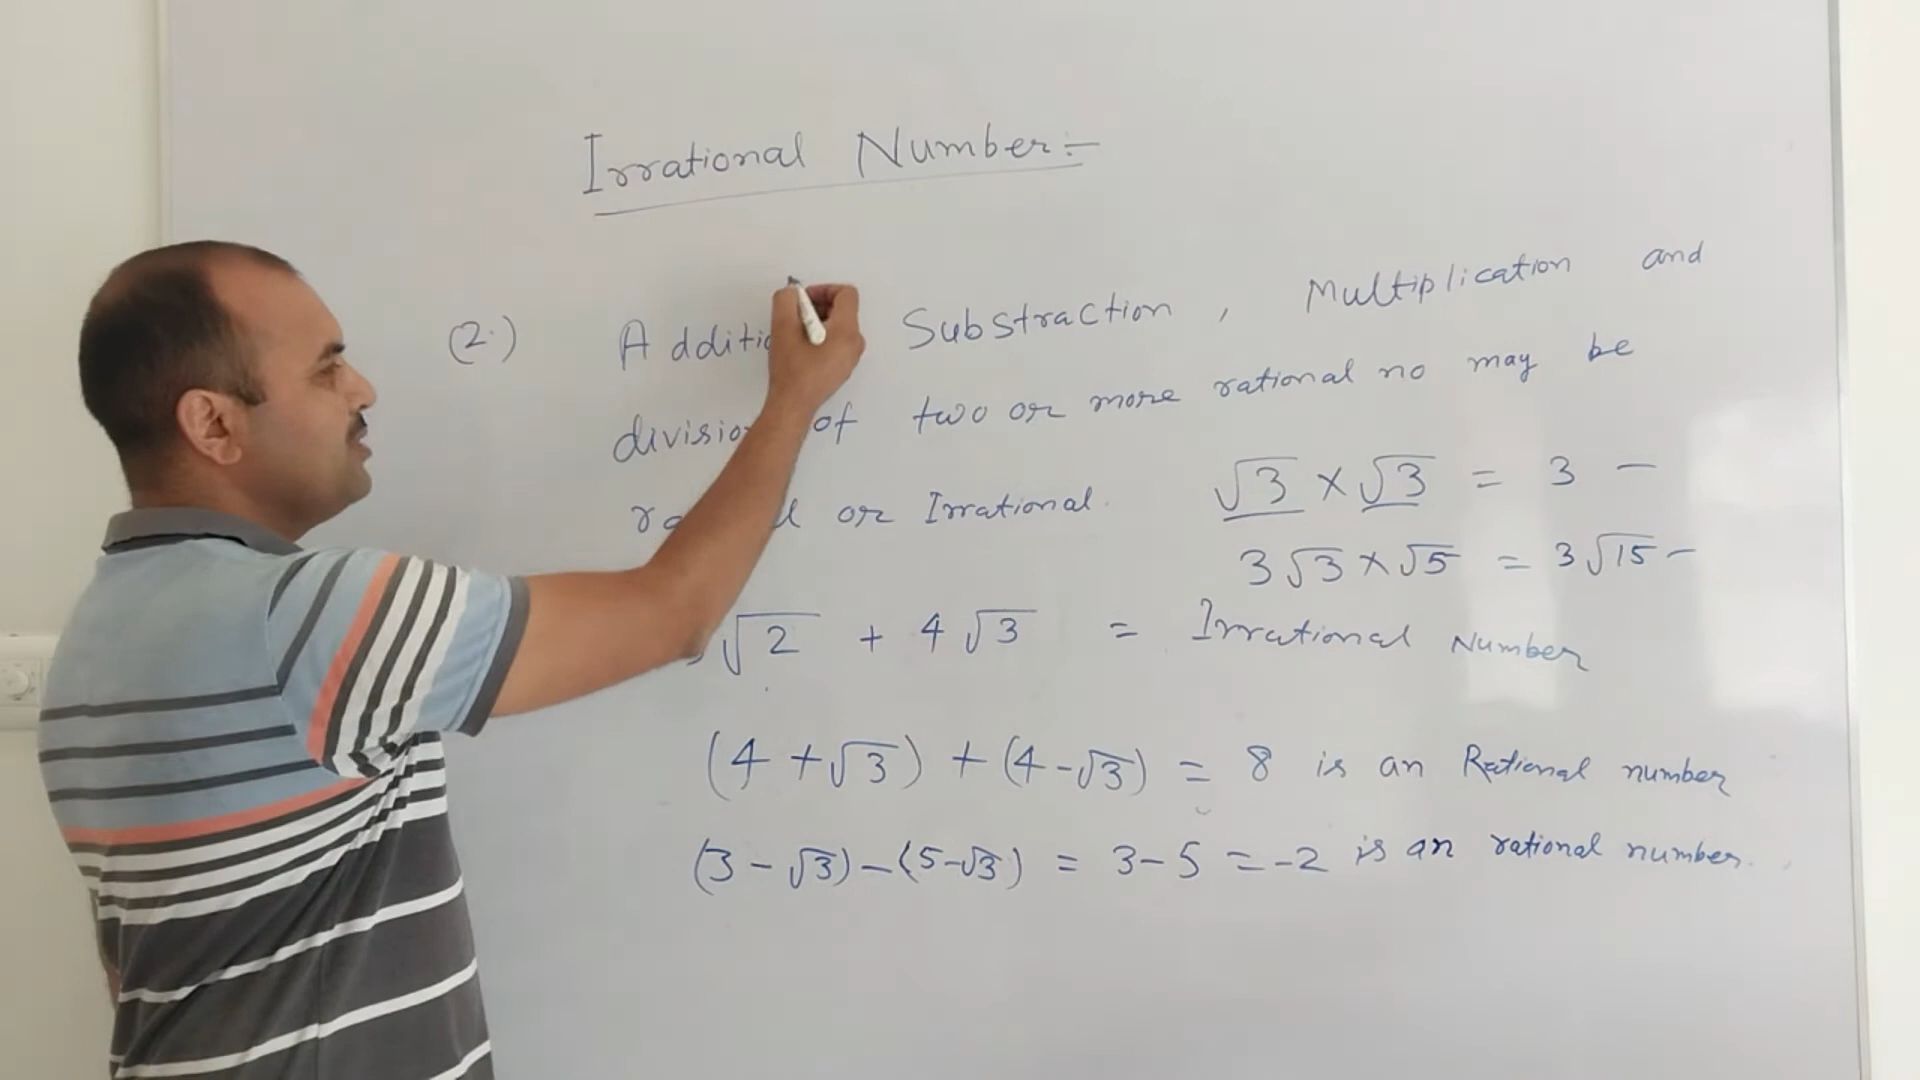 Irrational Number:-
(2.) Additio Substraction, Multiplication and
divisio of two or more rational no may be
or Irrational.
√3 × √3 = 3 —
3√3 × √5 = 3√15 —
√2 + 4√3 = Irrational Number
(4 + √3) + (4 - √3) = 8 is an Rational number
(3 - √3) - (5 - √3) = 3 - 5 = -2 is an rational number.